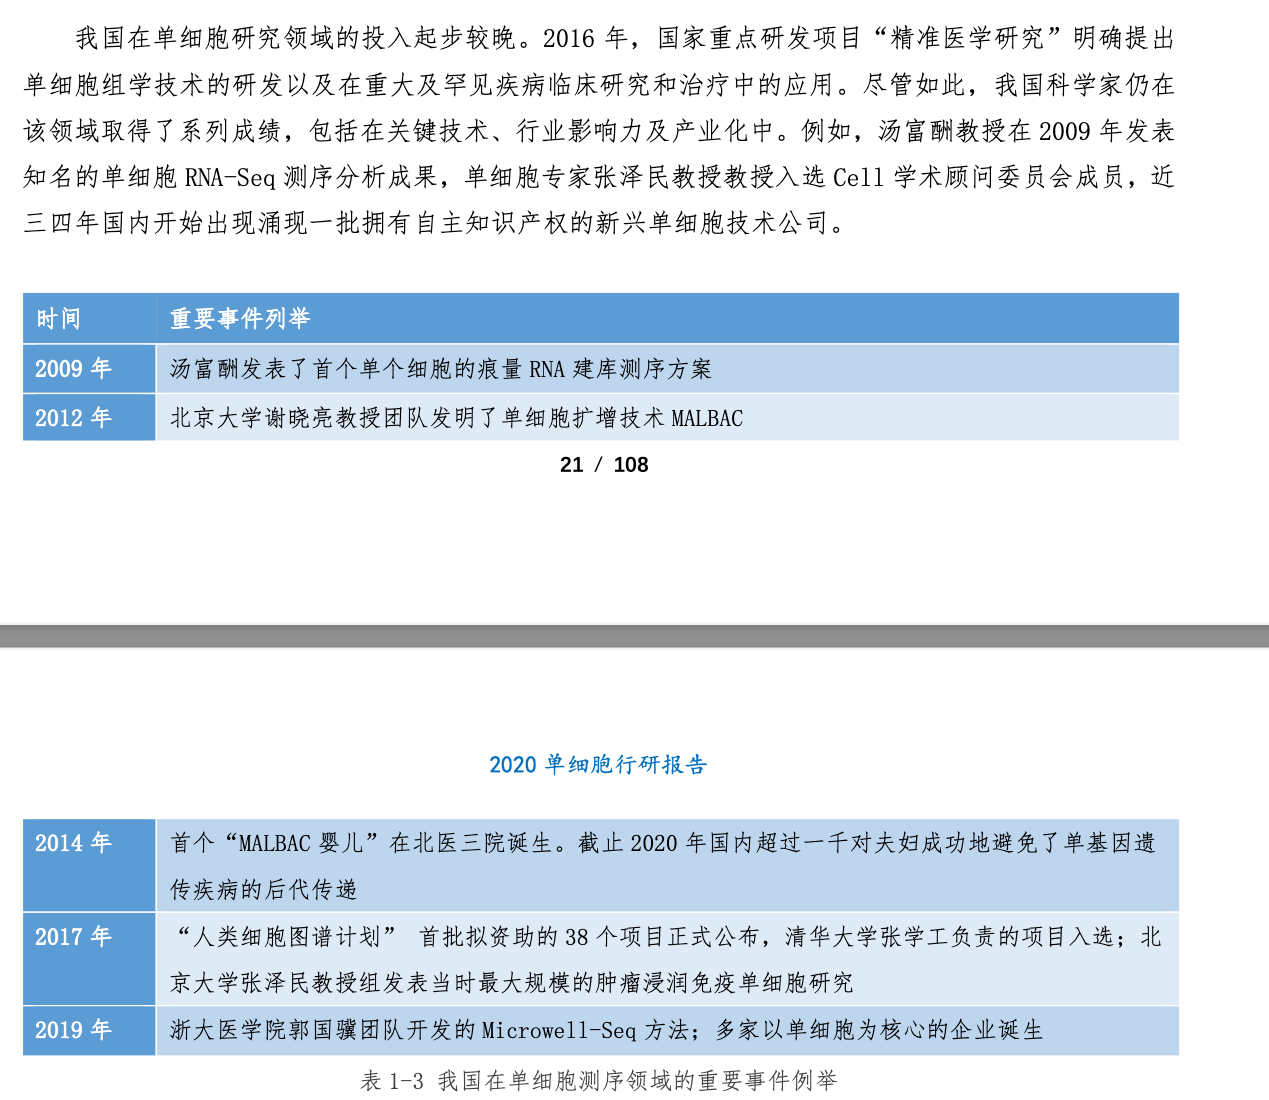 我国在单细胞研究领域的投入起步较晚。2016 年，国家重点研发项目“精准医学研究”明确提出
单细胞组学技术的研发以及在重大及罕见疾病临床研究和治疗中的应用。尽管如此，我国科学家仍在
该领域取得了系列成绩，包括在关键技术、行业影响力及产业化中。例如，汤富酬教授在 2009 年发表
知名的单细胞 RNA-Seq 测序分析成果，单细胞专家张泽民教授教授入选 Cell 学术顾问委员会成员，近
三四年国内开始出现涌现一批拥有自主知识产权的新兴单细胞技术公司。
时间 重要事件列举
2009 年 汤富酬发表了首个单个细胞的痕量 RNA 建库测序方案
2012 年 北京大学谢晓亮教授团队发明了单细胞扩增技术 MALBAC
21 / 108
2020 单细胞行研报告
2014 年 首个“MALBAC 婴儿”在北医三院诞生。截止 2020 年国内超过一千对夫妇成功地避免了单基因遗
传疾病的后代传递
2017 年 “人类细胞图谱计划” 首批拟资助的 38 个项目正式公布，清华大学张学工负责的项目入选；北
京大学张泽民教授组发表当时最大规模的肿瘤浸润免疫单细胞研究
2019 年 浙大医学院郭国骥团队开发的 Microwell-Seq 方法；多家以单细胞为核心的企业诞生
表 1-3 我国在单细胞测序领域的重要事件例举